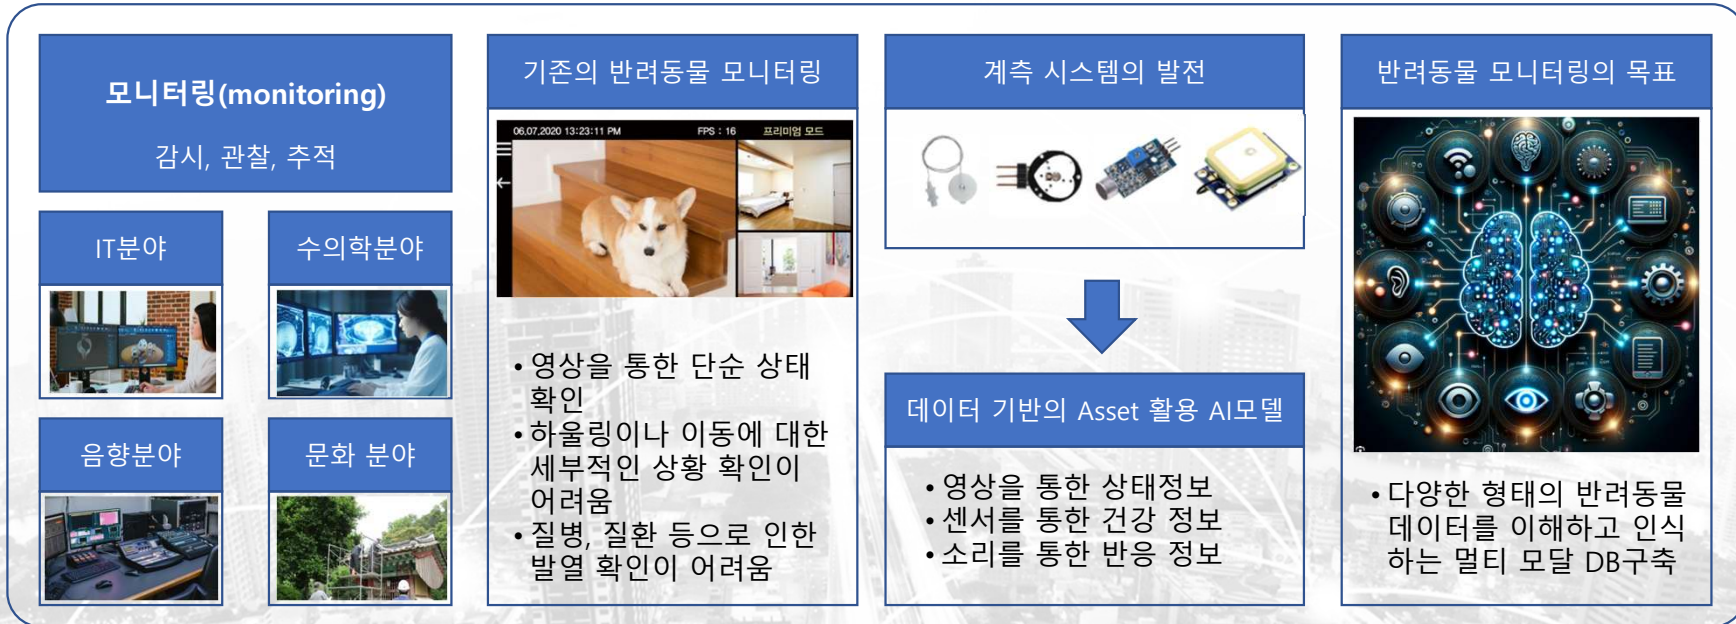 모니터링(monitoring)
감시, 관찰, 추적
IT분야
수의학분야
음향분야
문화 분야
기존의 반려동물 모니터링
06.07.2020 13:23:11 PM FPS : 16 프리미엄 모드
• 영상을 통한 단순 상태
확인
• 하울링이나 이동에 대한
세부적인 상황 확인이
어려움
• 질병, 질환 등으로 인한
발열 확인이 어려움
계측 시스템의 발전
데이터 기반의 Asset 활용 AI모델
• 영상을 통한 상태정보
• 센서를 통한 건강 정보
• 소리를 통한 반응 정보
반려동물 모니터링의 목표
• 다양한 형태의 반려동물
데이터를 이해하고 인식
하는 멀티 모달 DB구축